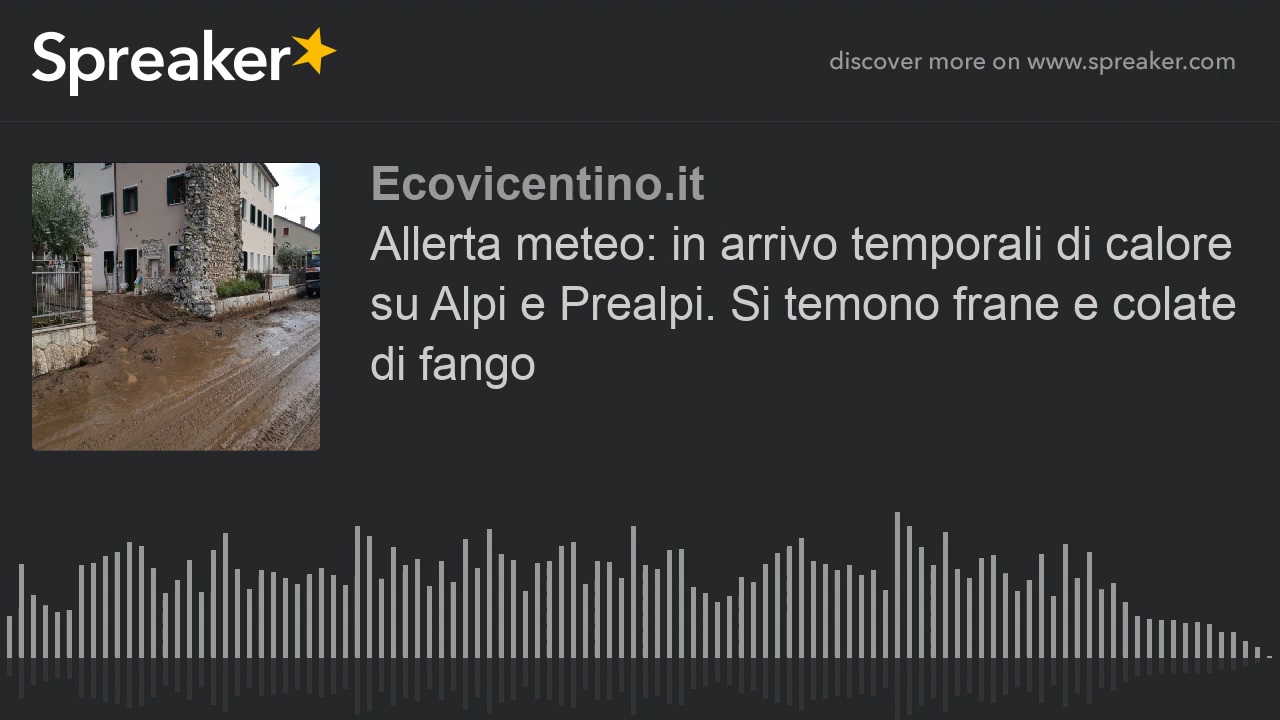 Spreaker
discover more on www.spreaker.com
Ecovicentino.it
Allerta meteo: in arrivo temporali di calore
su Alpi e Prealpi. Si temono frane e colate
di fango